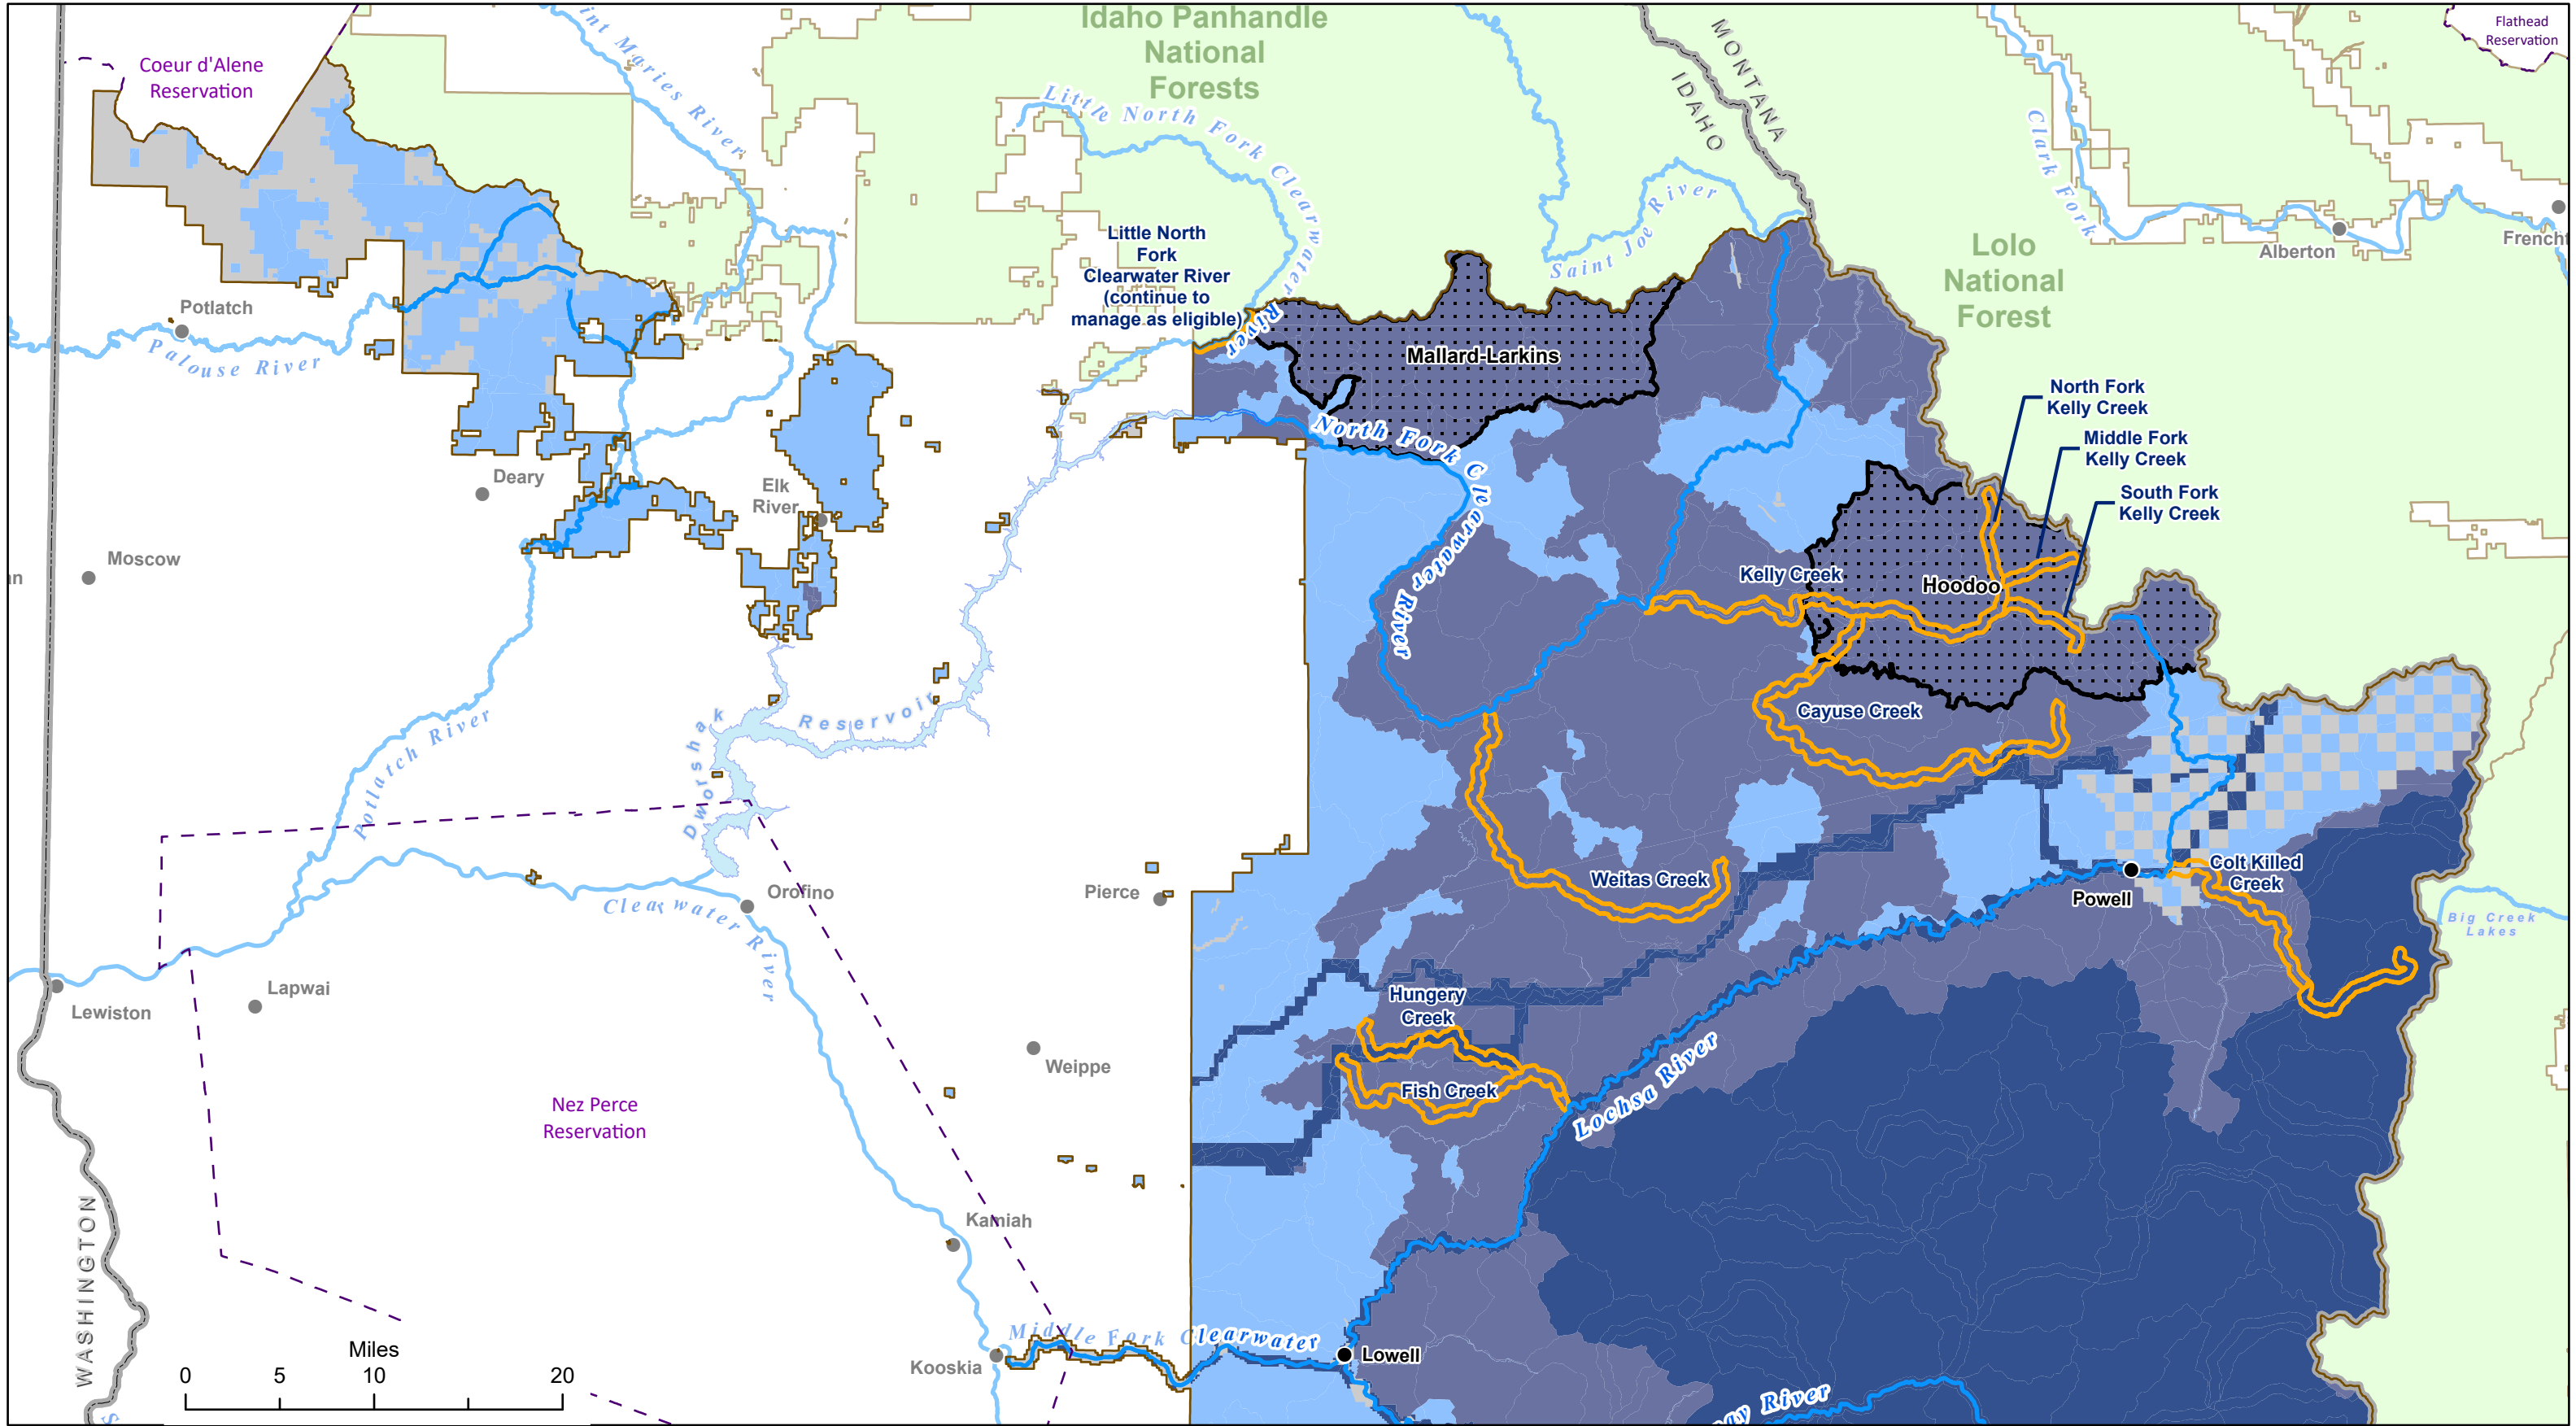 Idaho Panhandle
National
Forests
Coeur d'Alene
Reservation
Flathead
Reservation
MONTANA
IDAHO
Little North Fork Clearwater River
Clark Fork
Saint Joe River
Little North
Fork
Clearwater River
(continue to
manage as eligible)
Lolo
National
Forest
Alberton
Potlatch
Palouse River
Mallard-Larkins
North Fork
Kelly Creek
Middle Fork
Kelly Creek
South Fork
Kelly Creek
North Fork Clearwater River
Deary
Elk
River
Moscow
Kelly Creek
Hoodoo
Cayuse Creek
Potlatch River
Dworshak Reservoir
Weitas Creek
Colt Killed
Creek
Powell
Big Creek
Lakes
Orofino
Pierce
Clearwater River
Lewiston
Lapwai
Hungery
Creek
Fish Creek
Lochsa River
Weippe
Nez Perce
Reservation
WASHINGTON
Kamiah
Middle Fork Clearwater
Kooskia
Lowell
Miles
0 5 10 20
River